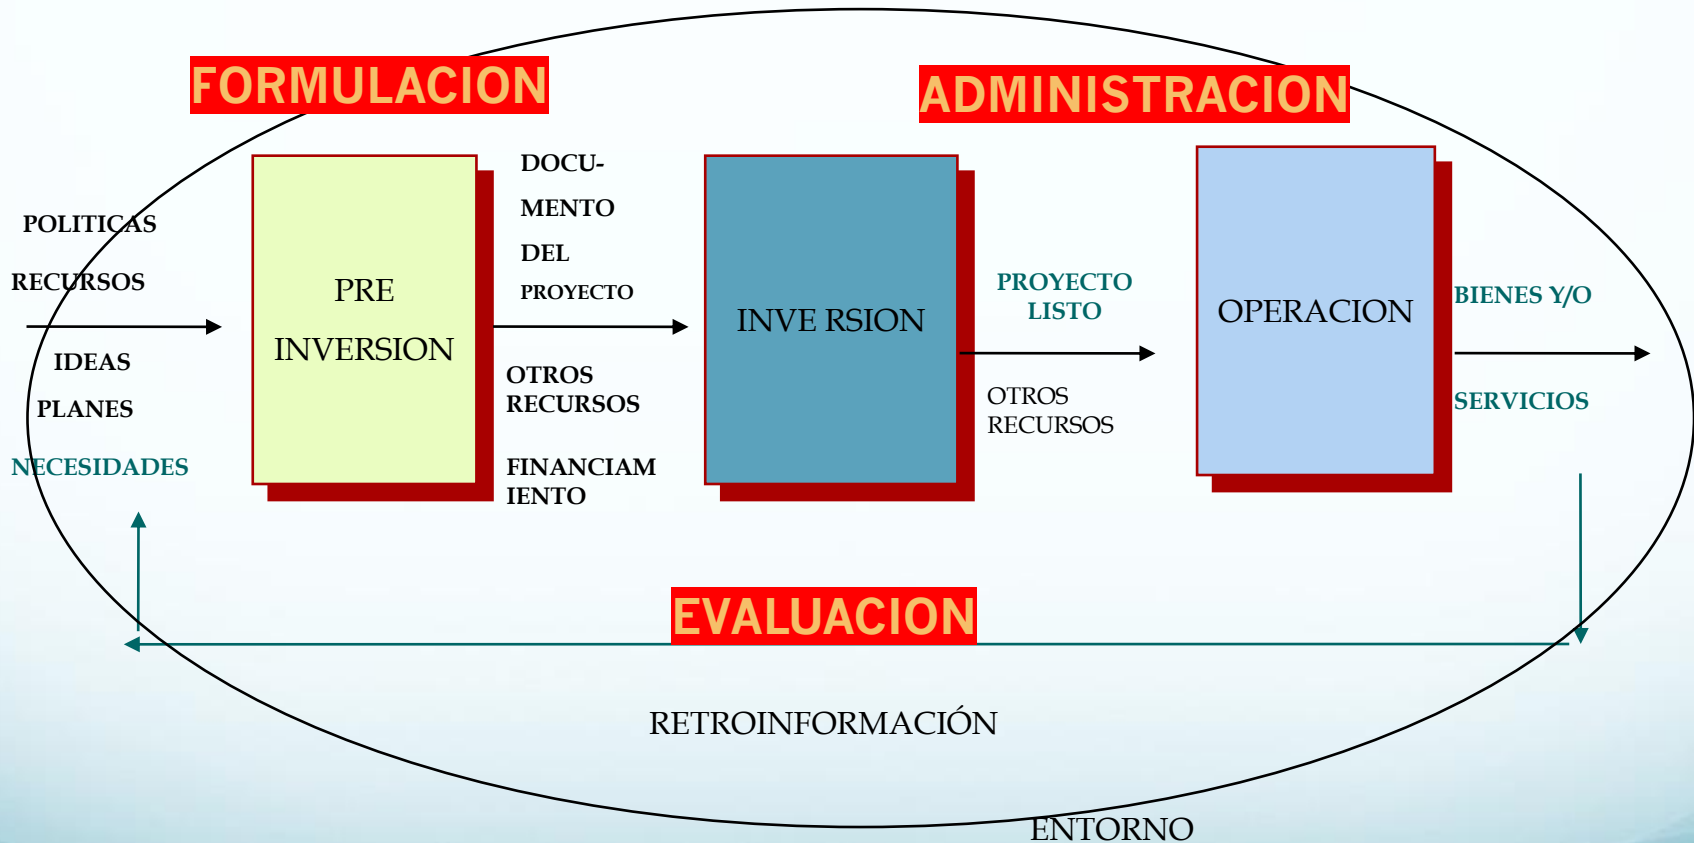 FORMULACION
ADMINISTRACION
POLITICAS
RECURSOS
IDEAS
PLANES
NECESIDADES
PRE
INVERSION
DOCU-
MENTO
DEL
PROYECTO
OTROS
RECURSOS
FINANCIAM
IENTO
INVE RSION
PROYECTO
LISTO
OTROS
RECURSOS
OPERACION
BIENES Y/O
SERVICIOS
EVALUACION
RETROINFORMACIÓN
ENTORNO